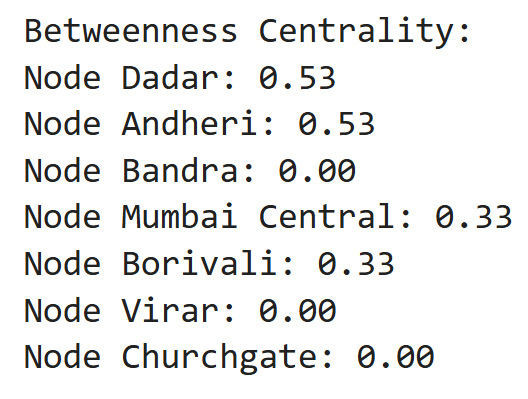 Betweenness Centrality:
Node Dadar: 0.53
Node Andheri: 0.53
Node Bandra: 0.00
Node Mumbai Central: 0.33
Node Borivali: 0.33
Node Virar: 0.00
Node Churchgate: 0.00